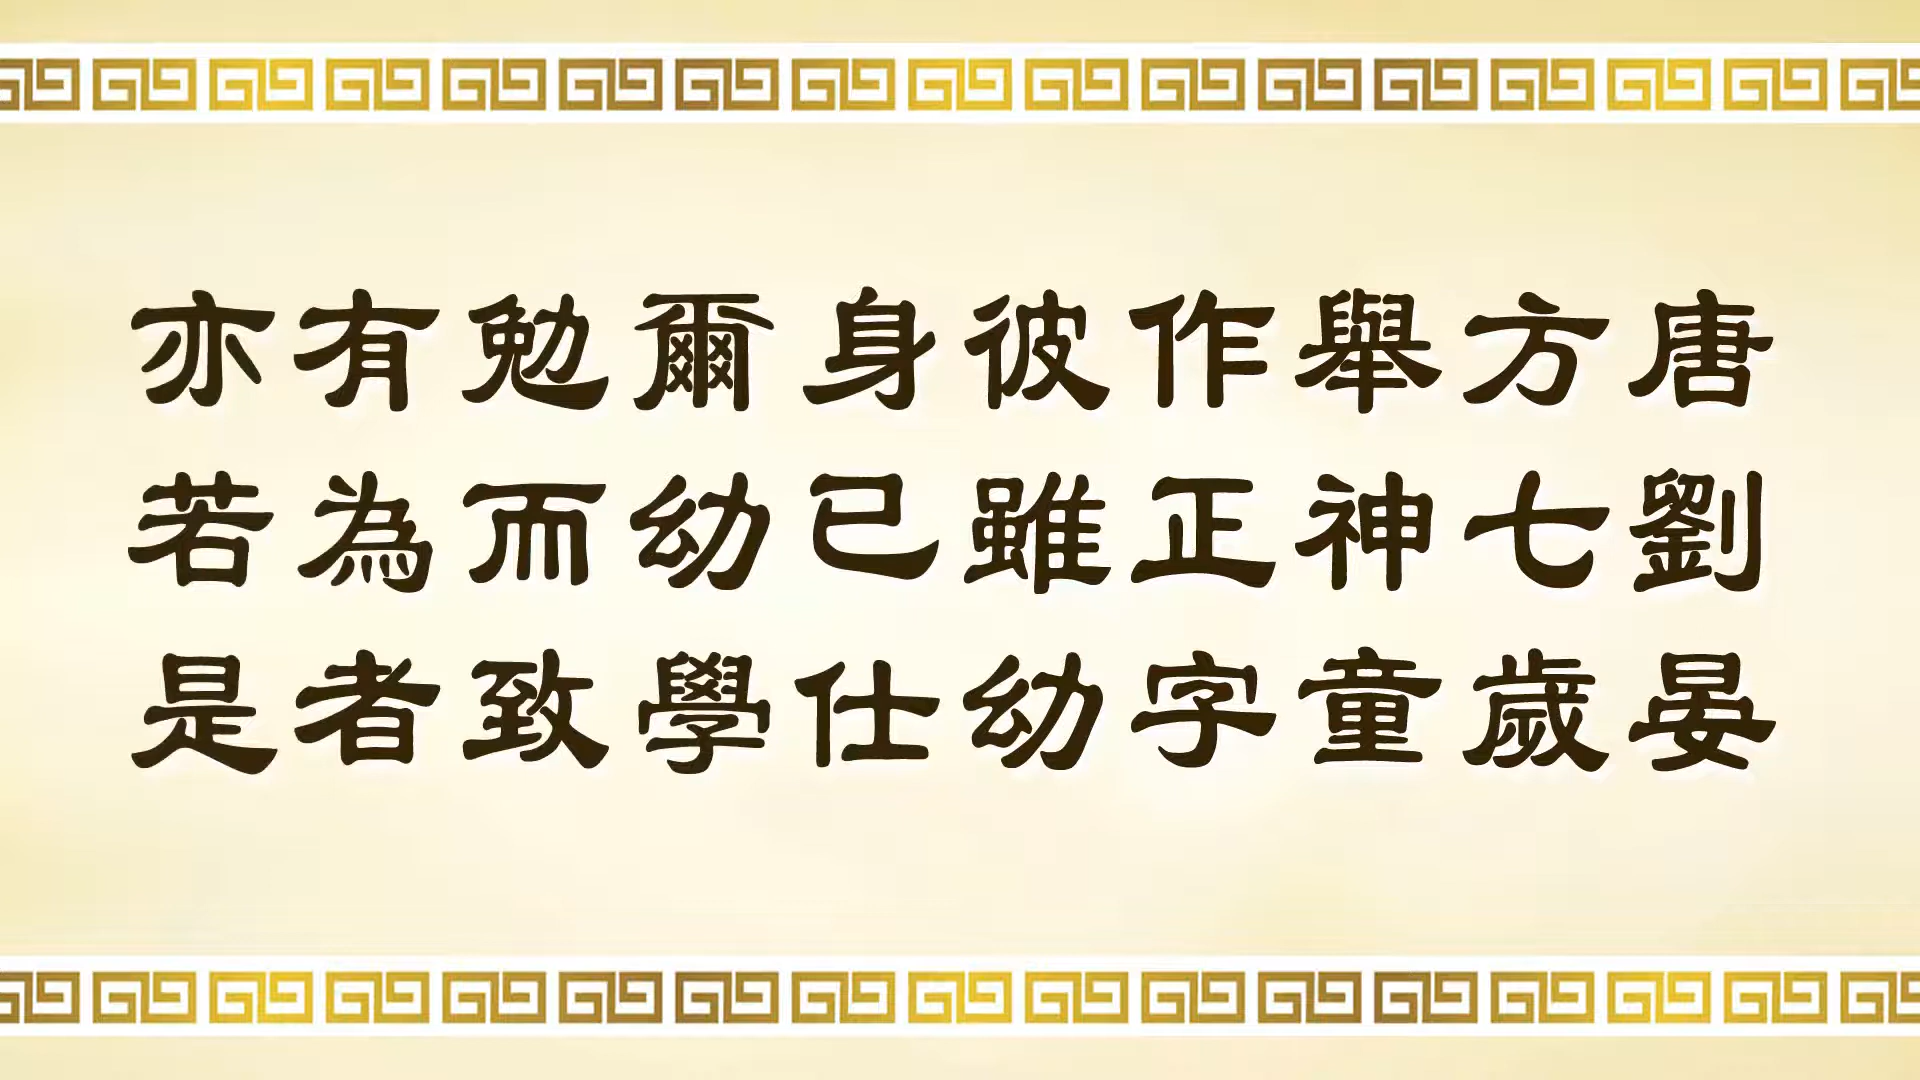 唐劉晏
方七歲
舉神童
作正字
彼雖幼
身已仕
爾幼學
勉而致
有為者
亦若是